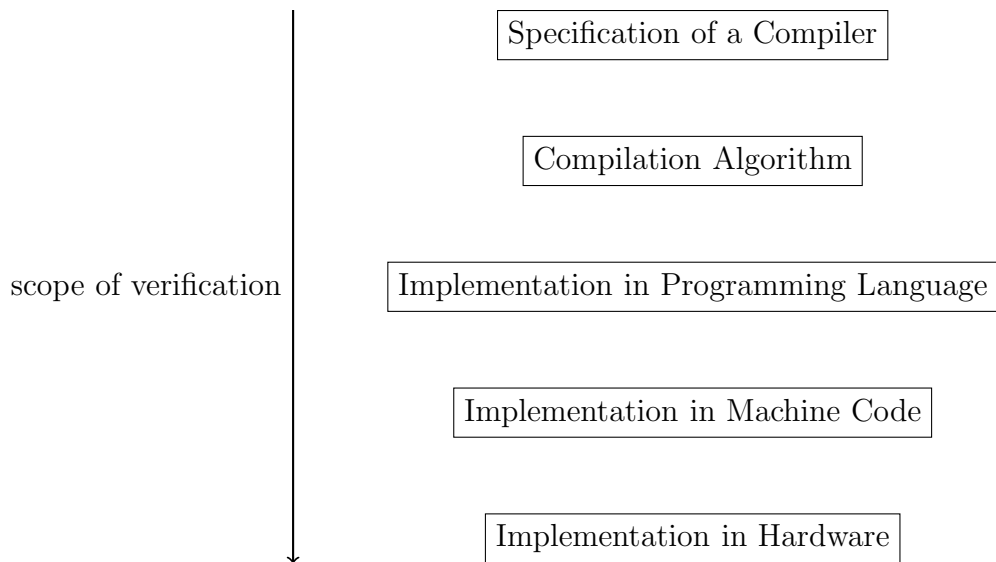 Specification of a Compiler
Compilation Algorithm
scope of verification
Implementation in Programming Language
Implementation in Machine Code
Implementation in Hardware